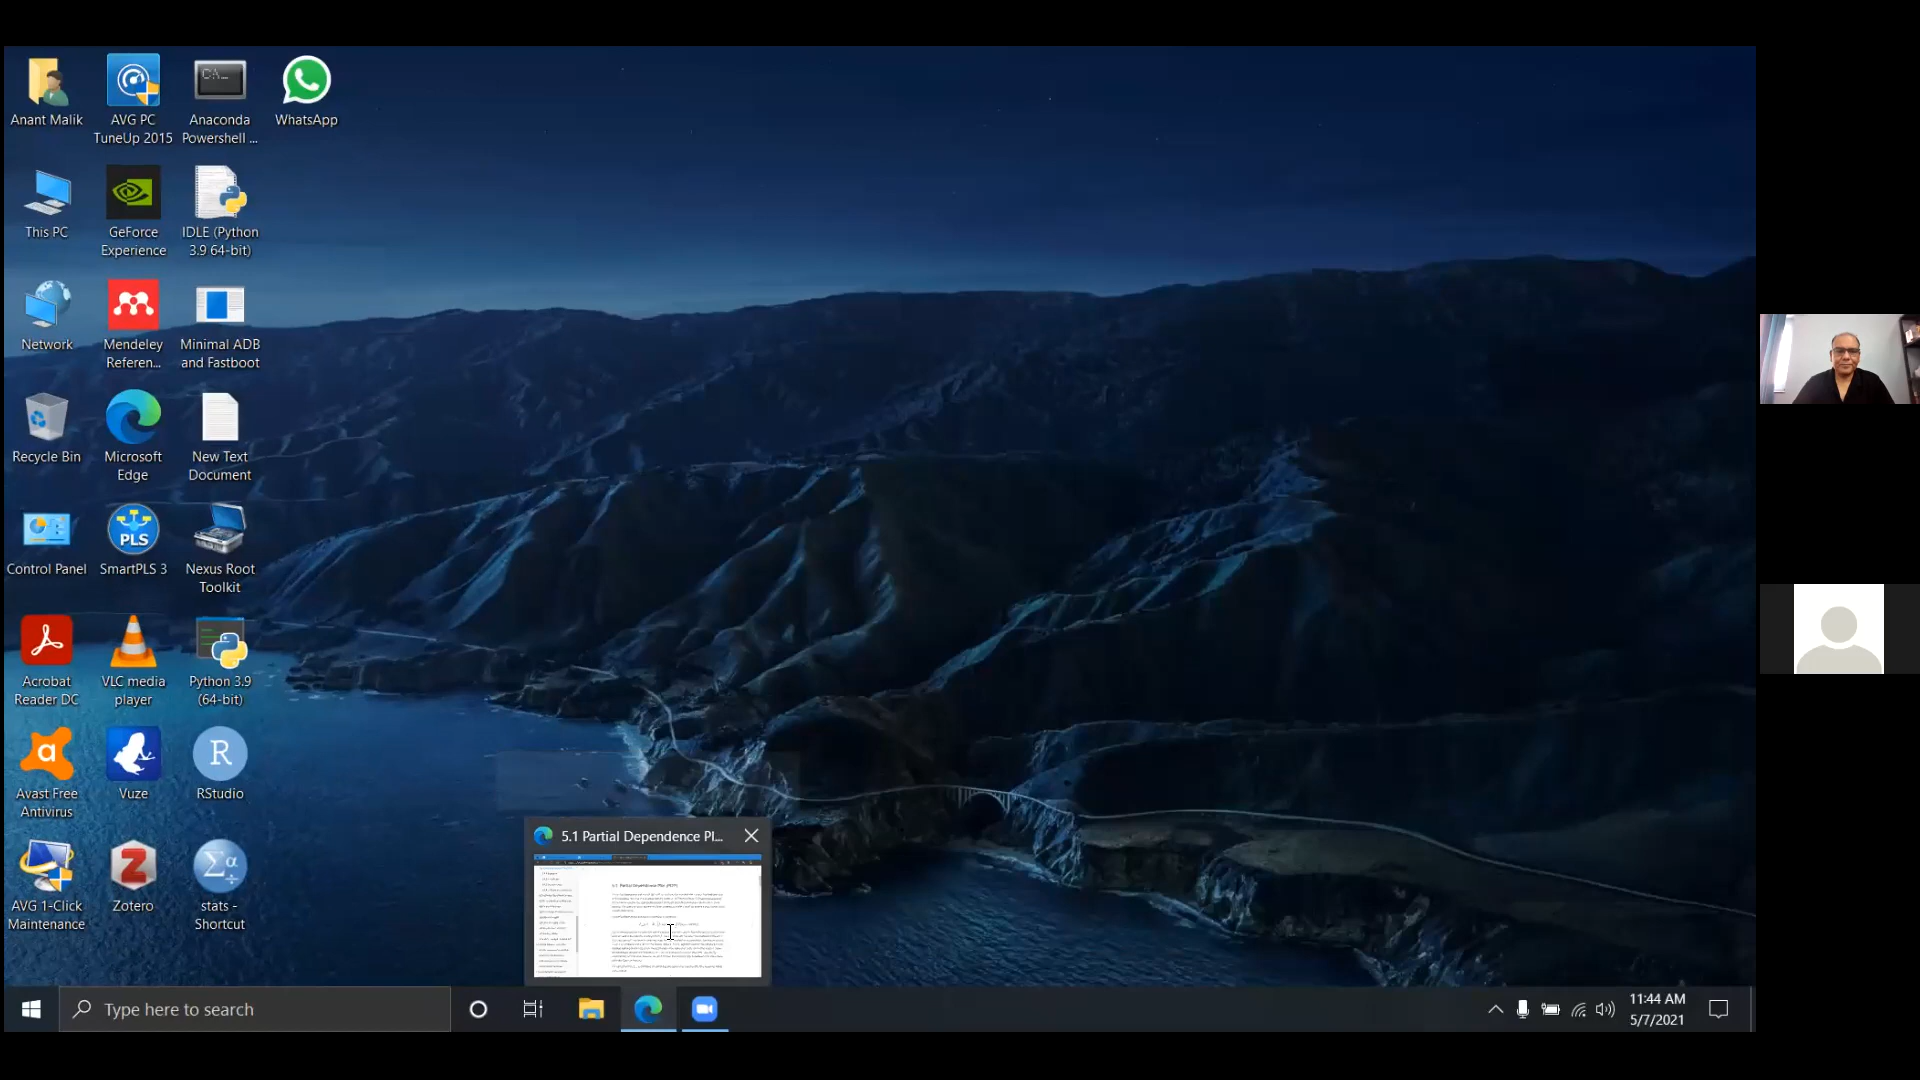 Anant Malik
AVG PC
TuneUp 2015
Anaconda
Powershell ...
WhatsApp
This PC
GeForce
Experience
IDLE (Python
3.9 64-bit)
Network
Mendeley
Referen...
Minimal ADB
and Fastboot
Recycle Bin
Microsoft
Edge
New Text
Document
Control Panel
PLS
SmartPLS 3
Nexus Root
Toolkit
Acrobat
Reader DC
VLC media
player
Python 3.9
(64-bit)
Avast Free
Antivirus
Vuze
R
RStudio
AVG 1-Click
Maintenance
Z
Zotero
Σα
stats -
Shortcut
5.1 Partial Dependence Pl...
Type here to search
11:44 AM
5/7/2021